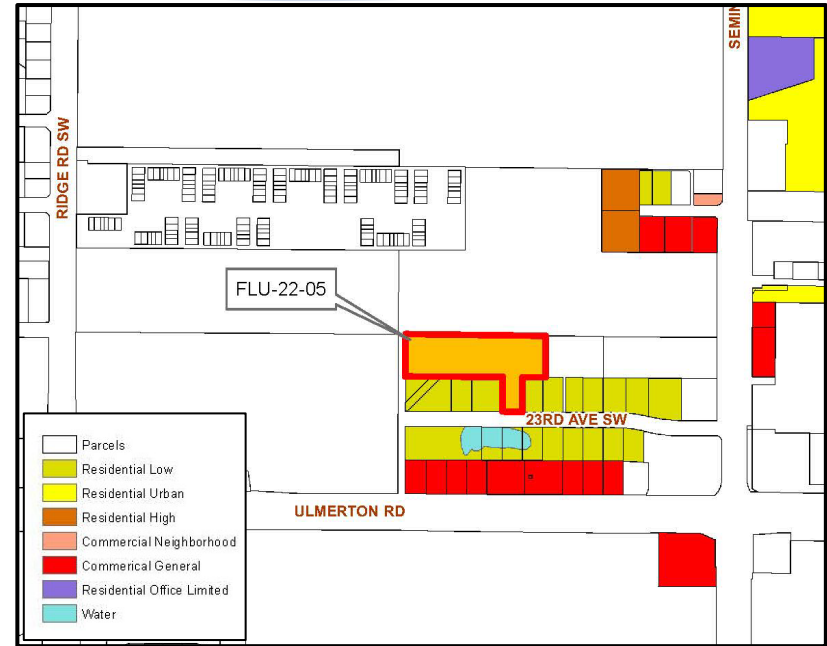 SEMIN
RIDGE RD SW
FLU-22-05
23RD AVE SW
ULMERTON RD
Parcels
Residential Low
Residential Urban
Residential High
Commercial Neighborhood
Commerical General
Residential Office Limited
Water